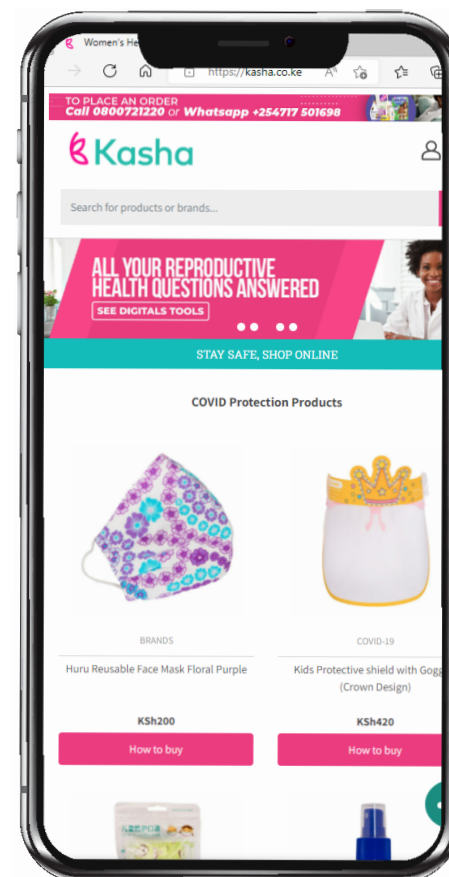 Women's He
https://kasha.co.ke
TO PLACE AN ORDER
Call 0800721220 or Whatsapp +254717 501698
Kasha
Search for products or brands...
ALL YOUR REPRODUCTIVE
HEALTH QUESTIONS ANSWERED
SEE DIGITALS TOOLS
STAY SAFE, SHOP ONLINE
COVID Protection Products
BRANDS
COVID-19
Huru Reusable Face Mask Floral Purple
Kids Protective shield with Gogg
(Crown Design)
KSh200
KSh420
How to buy
How to buy